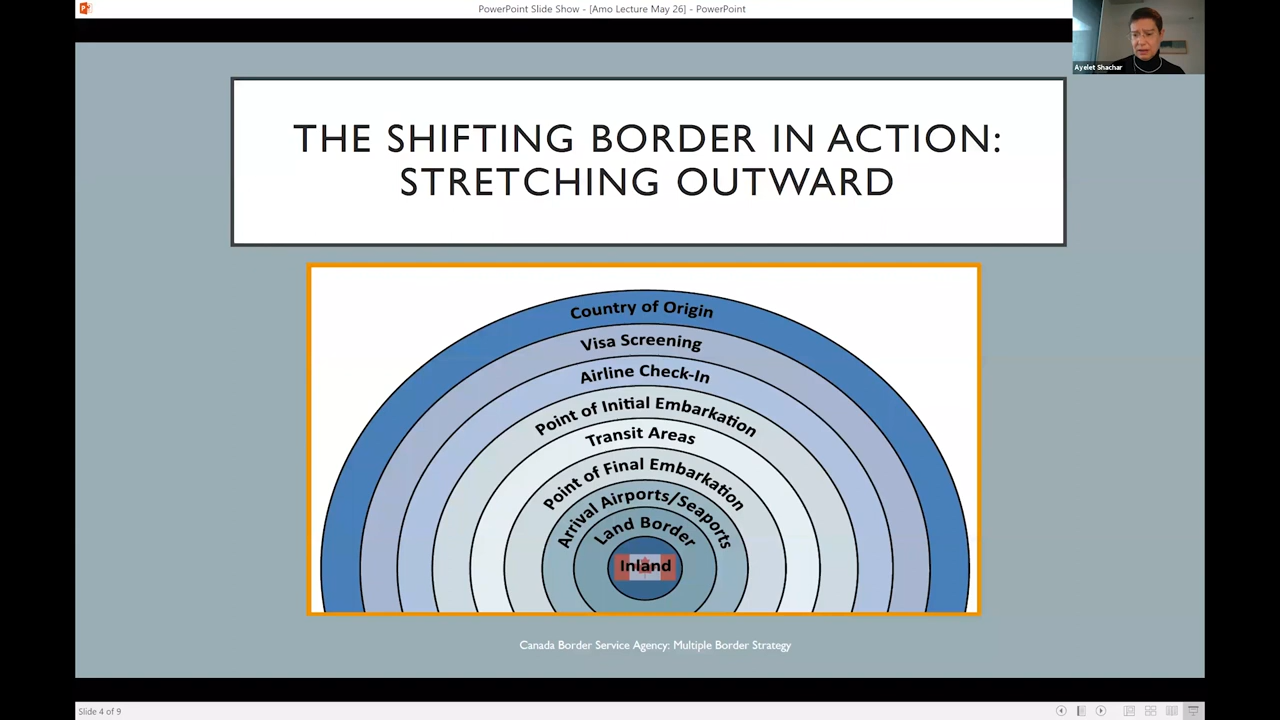 PowerPoint Slide Show - [Amo Lecture May 26] - PowerPoint
Ayelet Shachar
THE SHIFTING BORDER IN ACTION:
STRETCHING OUTWARD
Country of Origin
Visa Screening
Airline Check-In
Point of Initial Embarkation
Transit Areas
Point of Final Embarkation
Arrival Airports/Seaports
Land Border
Inland
Canada Border Service Agency: Multiple Border Strategy
Slide 4 of 9